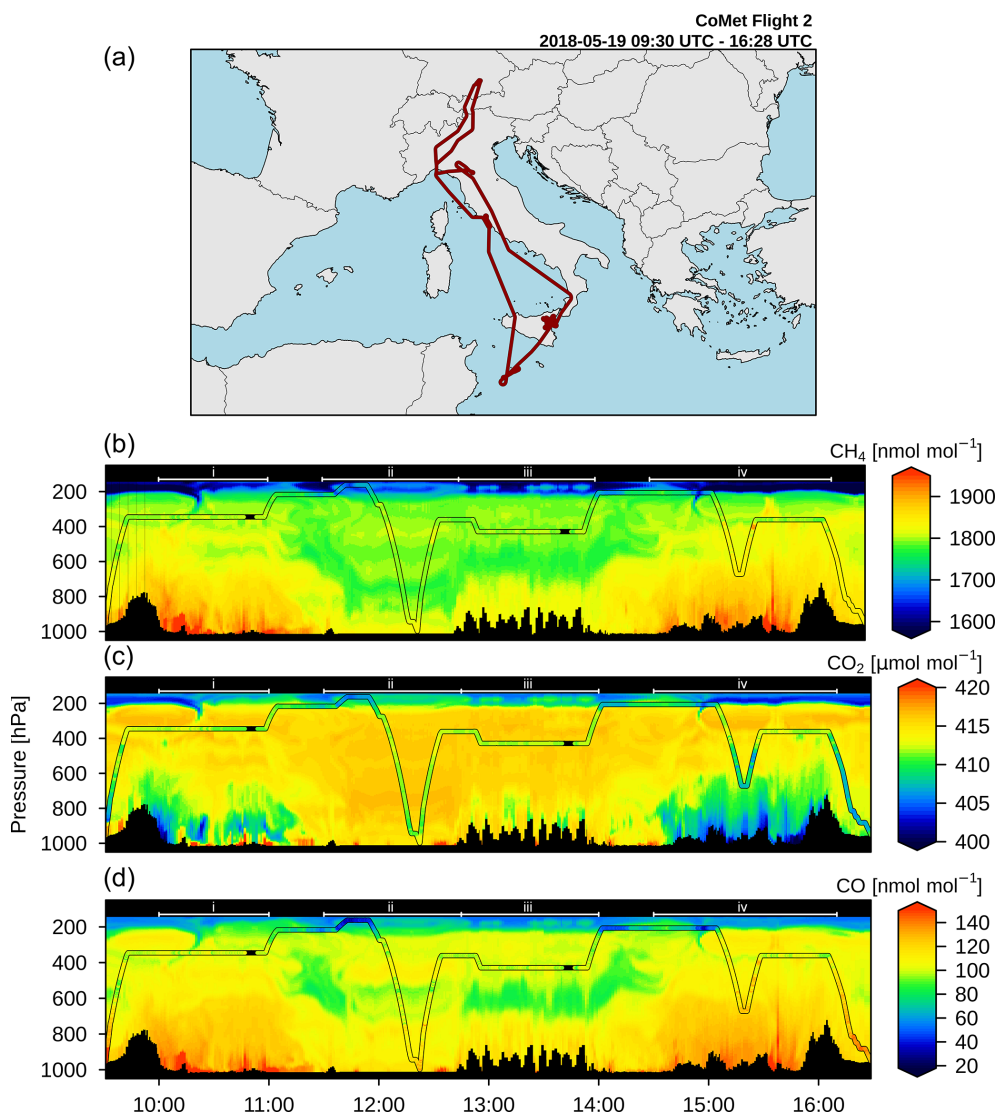 CoMet Flight 2
2018-05-19 09:30 UTC - 16:28 UTC
(a)
(b)
CH₄ [nmol mol⁻¹]
i ii iii iv
200
400
600
800
1000
1900
1800
1700
1600
(c)
CO₂ [µmol mol⁻¹]
i ii iii iv
Pressure [hPa]
200
400
600
800
1000
420
415
410
405
400
(d)
CO [nmol mol⁻¹]
i ii iii iv
200
400
600
800
1000
140
120
100
80
60
40
20
10:00 11:00 12:00 13:00 14:00 15:00 16:00